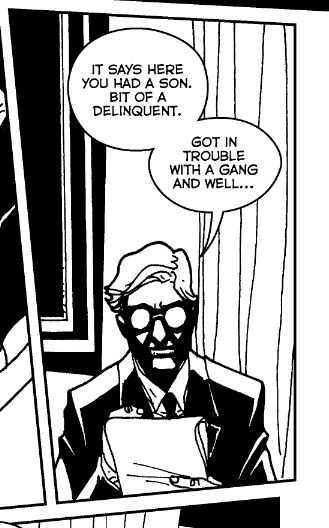 IT SAYS HERE
YOU HAD A SON.
BIT OF A
DELINQUENT.
GOT IN
TROUBLE
WITH A GANG
AND WELL...